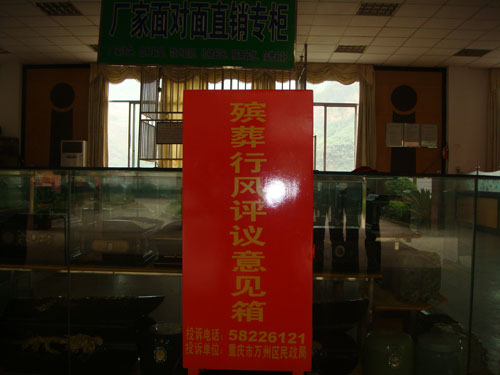 厂家面对面直销专柜
殡葬行风评议意见箱
投诉电话：58226121
投诉单位：重庆市万州区民政局